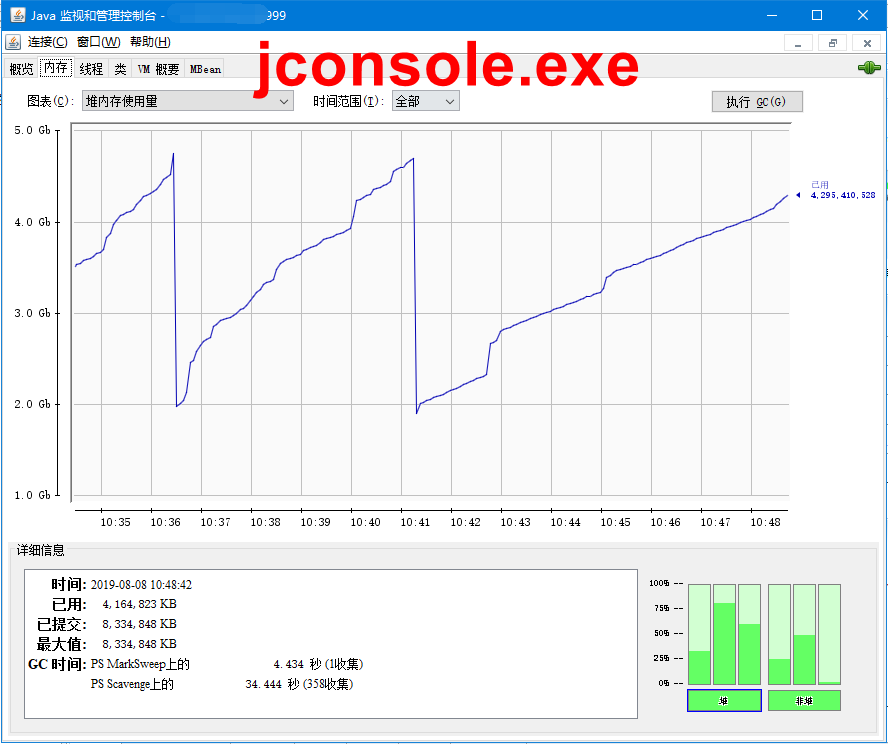 Java 监视和管理控制台 - 999
连接(C) 窗口(W) 帮助(H)
jconsole.exe
概览 内存 线程 类 VM 概要 MBean
图表(C): 堆内存使用量 时间范围(I): 全部 执行 GC(G)
5.0 Gb
4.0 Gb
3.0 Gb
2.0 Gb
1.0 Gb
已用
4,295,410,528
10:35 10:36 10:37 10:38 10:39 10:40 10:41 10:42 10:43 10:44 10:45 10:46 10:47 10:48
详细信息
时间: 2019-08-08 10:48:42
已用: 4,164,823 KB
已提交: 8,334,848 KB
最大值: 8,334,848 KB
GC 时间: PS MarkSweep上的 4.434 秒 (1收集)
PS Scavenge上的 34.444 秒 (358收集)
100%
75%
50%
25%
0%
堆 非堆